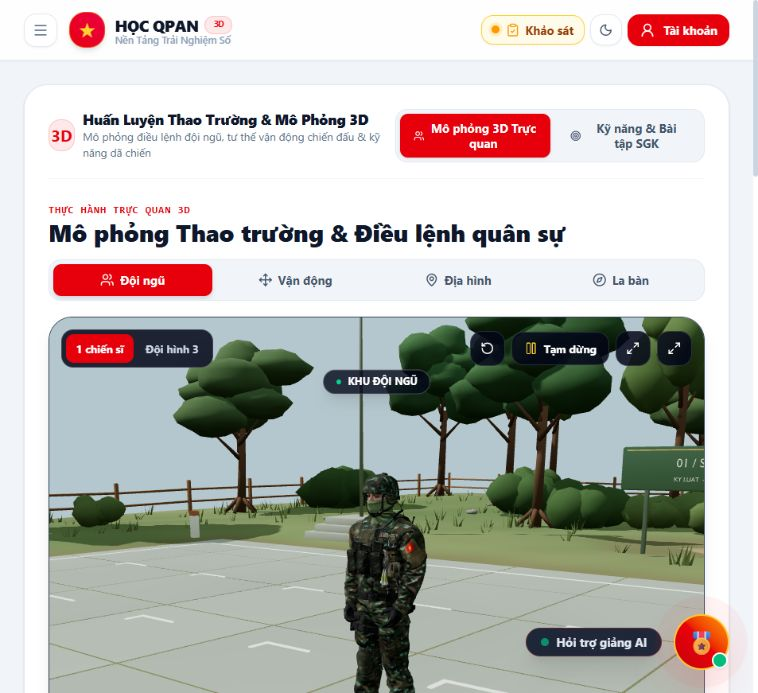 HỌC QPAN 3D
Nền Tảng Trải Nghiệm Số
Khảo sát
Tài khoản
3D
Huấn Luyện Thao Trường & Mô Phỏng 3D
Mô phỏng điều lệnh đội ngũ, tư thế vận động chiến đấu & kỹ
năng dã chiến
Mô phỏng 3D Trực
quan
Kỹ năng & Bài
tập SGK
THỰC HÀNH TRỰC QUAN 3D
Mô phỏng Thao trường & Điều lệnh quân sự
Đội ngũ
Vận động
Địa hình
La bàn
1 chiến sĩ
Đội hình 3
Tạm dừng
KHU ĐỘI NGŨ
01 / S
KỶ LUẬT
Hỏi trợ giảng AI